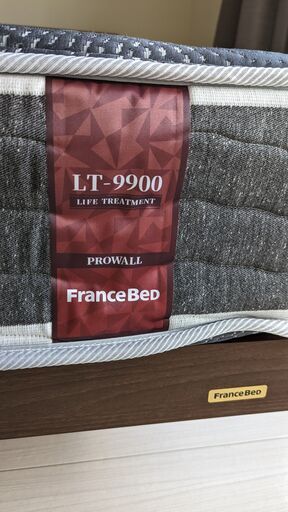 LT-9900
LIFE TREATMENT
PROWALL
FRANCEBED
FRANCEBED